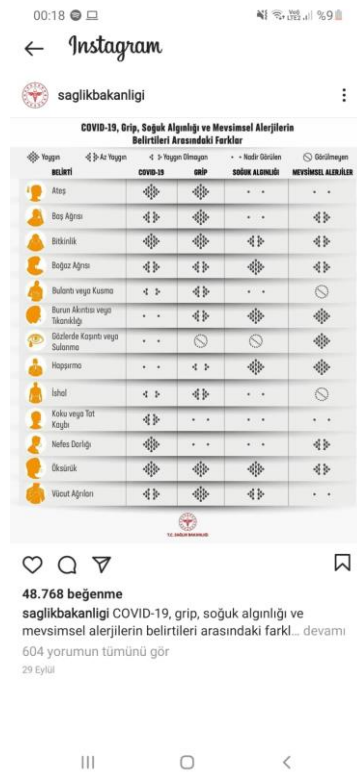 00:18
%9
Instagram
saglikbakanligi
COVID-19, Grip, Soğuk Algınlığı ve Mevsimsel Alerjilerin
Belirtileri Arasındaki Farklar
Yaygın
Az Yaygın
Yaygın Olmayan
Nadir Görülen
Görülmeyen
BELİRTİ
COVID-19
GRİP
SOĞUK ALGINLIĞI
MEVSİMSEL ALERJİLER
Ateş
Baş Ağrısı
Bitkinlik
Boğaz Ağrısı
Bulantı veya Kusma
Burun Akıntısı veya
Tıkanıklığı
Gözlerde Kaşıntı veya
Sulanma
Hapşırma
İshal
Koku veya Tat
Kaybı
Nefes Darlığı
Öksürük
Vücut Ağrıları
T.C. SAĞLIK BAKANLIĞI
48.768 beğenme
saglikbakanligi COVID-19, grip, soğuk algınlığı ve
mevsimsel alerjilerin belirtileri arasındaki farkl... devamı
604 yorumun tümünü gör
29 Eylül